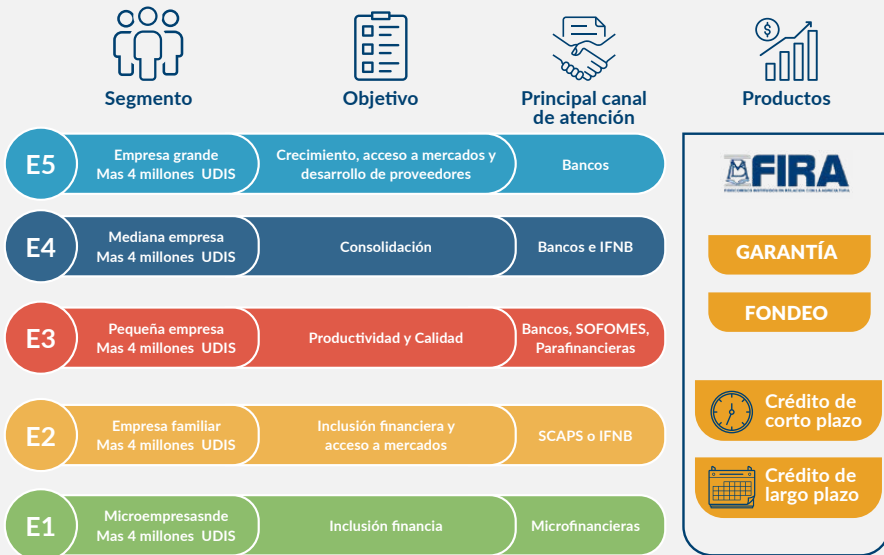 Segmento
Objetivo
Principal canal
de atención
Productos
E5
Empresa grande
Mas 4 millones UDIS
Crecimiento, acceso a mercados y
desarrollo de proveedores
Bancos
E4
Mediana empresa
Mas 4 millones UDIS
Consolidación
Bancos e IFNB
E3
Pequeña empresa
Mas 4 millones UDIS
Productividad y Calidad
Bancos, SOFOMES,
Parafinancieras
E2
Empresa familiar
Mas 4 millones UDIS
Inclusión financiera y
acceso a mercados
SCAPS o IFNB
E1
Microempresasnde
Mas 4 millones UDIS
Inclusión financia
Microfinancieras
$
FIRA
GARANTÍA
FONDEO
Crédito de
corto plazo
Crédito de
largo plazo